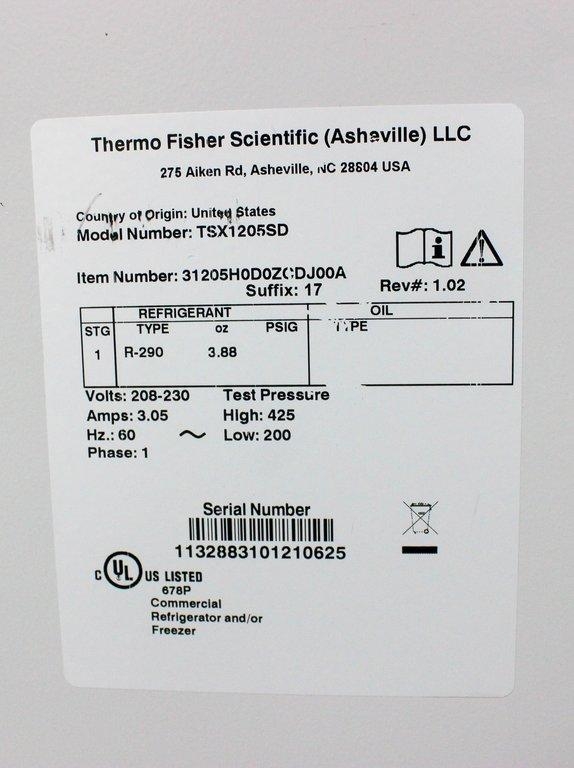 Thermo Fisher Scientific (Asheville) LLC
275 Aiken Rd, Asheville, NC 28804 USA
Country of Origin: United States
Model Number: TSX1205SD
Item Number: 31205H0D0ZCDJ00A
Suffix: 17
Rev#: 1.02
REFRIGERANT OIL
STG TYPE oz PSIG TYPE
1 R-290 3.88
Volts: 208-230 Test Pressure
Amps: 3.05 High: 425
Hz.: 60 ~ Low: 200
Phase: 1
Serial Number
1132883101210625
C UL US LISTED
678P
Commercial
Refrigerator and/or
Freezer